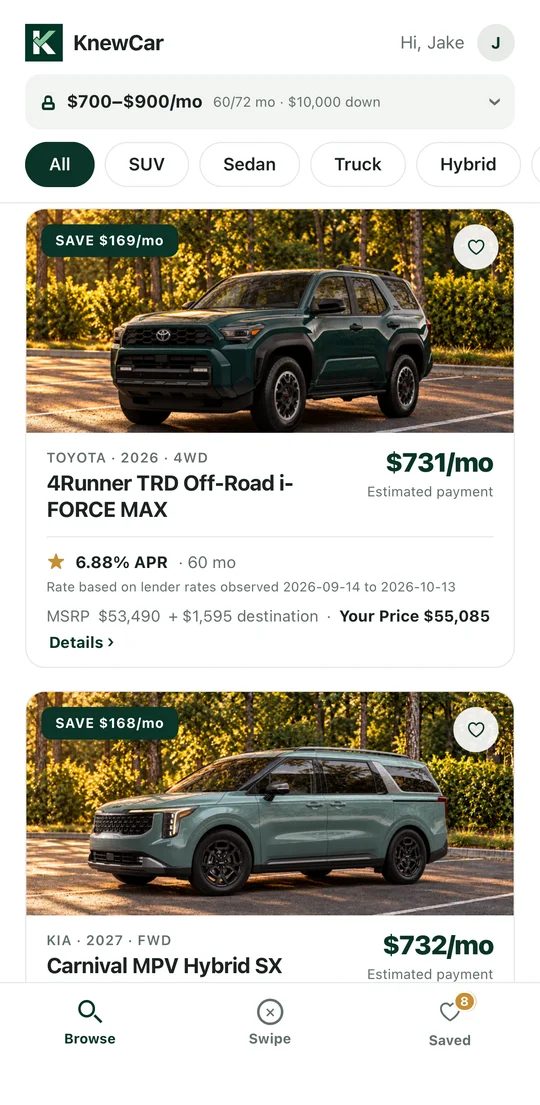 KnewCar
Hi, Jake
J
$700–$900/mo 60/72 mo · $10,000 down
All
SUV
Sedan
Truck
Hybrid
SAVE $169/mo
TOYOTA · 2026 · 4WD
$731/mo
4Runner TRD Off-Road i-
FORCE MAX
Estimated payment
6.88% APR · 60 mo
Rate based on lender rates observed 2026-09-14 to 2026-10-13
MSRP $53,490 + $1,595 destination · Your Price $55,085
Details ›
SAVE $168/mo
KIA · 2027 · FWD
$732/mo
Carnival MPV Hybrid SX
Estimated payment
Browse
Swipe
8
Saved